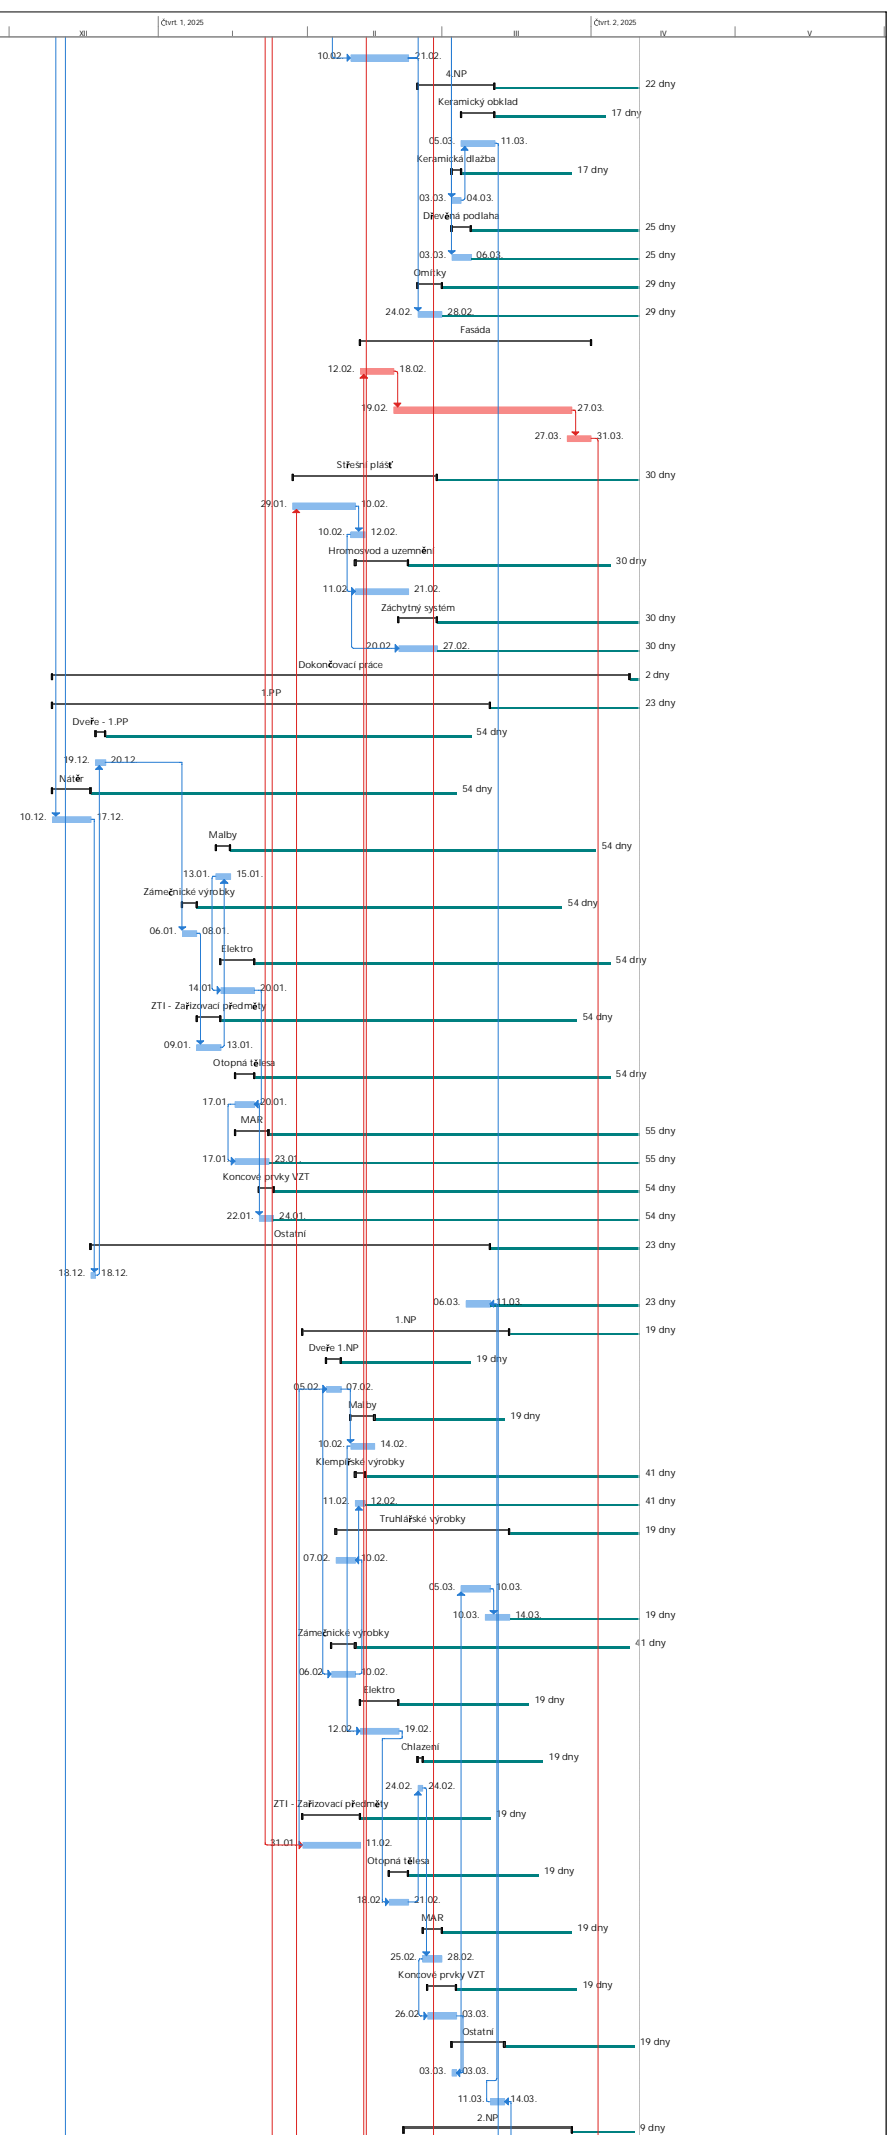 Čtvrt. 1, 2025
Čtvrt. 2, 2025
XII
I
II
III
IV
V
10.02. 21.02.
4.NP
22 dny
Keramický obklad
17 dny
05.03. 11.03.
Keramická dlažba
17 dny
03.03. 04.03.
Dřevěná podlaha
25 dny
03.03. 06.03.
25 dny
Omítky
29 dny
24.02. 28.02.
29 dny
Fasáda
12.02. 18.02.
19.02. 27.03.
27.03. 31.03.
Střešní plášť
30 dny
29.01. 10.02.
10.02. 12.02.
Hromosvod a uzemnění
30 dny
11.02. 21.02.
Záchytný systém
30 dny
20.02. 27.02.
30 dny
Dokončovací práce
2 dny
1.PP
23 dny
Dveře - 1.PP
54 dny
19.12. 20.12.
Nátěr
54 dny
10.12. 17.12.
Malby
54 dny
13.01. 15.01.
Zámečnické výrobky
54 dny
06.01. 08.01.
Elektro
54 dny
14.01. 20.01.
ZTI - Zařizovací předměty
54 dny
09.01. 13.01.
Otopná tělesa
54 dny
17.01. 20.01.
MAR
55 dny
17.01. 23.01.
55 dny
Koncové prvky VZT
54 dny
22.01. 24.01.
54 dny
Ostatní
23 dny
18.12. 18.12.
06.03. 11.03.
23 dny
1.NP
19 dny
Dveře 1.NP
19 dny
05.02. 07.02.
Malby
19 dny
10.02. 14.02.
Klempířské výrobky
41 dny
11.02. 12.02.
41 dny
Truhlářské výrobky
19 dny
07.02. 10.02.
05.03. 10.03.
10.03. 14.03.
19 dny
Zámečnické výrobky
41 dny
06.02. 10.02.
Elektro
19 dny
12.02. 19.02.
Chlazení
19 dny
24.02. 24.02.
ZTI - Zařizovací předměty
19 dny
31.01. 11.02.
Otopná tělesa
19 dny
18.02. 21.02.
MAR
19 dny
25.02. 28.02.
Koncové prvky VZT
19 dny
26.02. 03.03.
Ostatní
19 dny
03.03. 03.03.
11.03. 14.03.
2.NP
9 dny